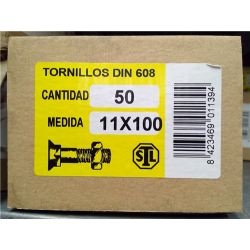 TORNILLOS DIN 608
CANTIDAD 50
MEDIDA 11X100
STL
8 423469 011394